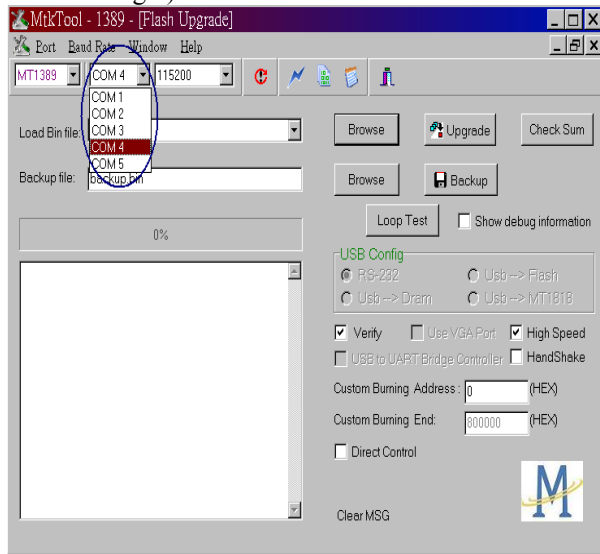 MtkTool - 1389 - [Flash Upgrade]
Port Baud Rate Window Help
MT1389 COM 4 115200
COM 1
COM 2
COM 3
COM 4
COM 5
Load Bin file: Browse Upgrade Check Sum
Backup file: backup.bin Browse Backup
Loop Test Show debug information
0%
USB Config
RS-232 Usb --> Flash
Usb --> Dram Usb --> MT1818
Verify Use VGA Port High Speed
USB to UART Bridge Controller HandShake
Custom Burning Address : 0 (HEX)
Custom Burning End: 800000 (HEX)
Direct Control
M
Clear MSG